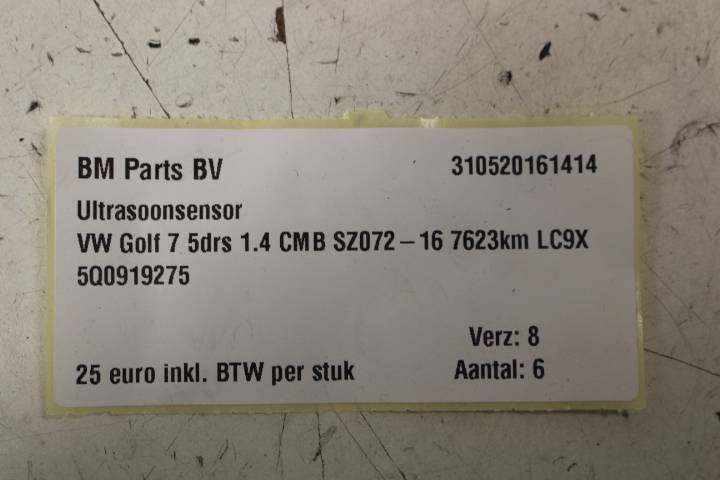 BM Parts BV 310520161414
Ultrasoonsensor
VW Golf 7 5drs 1.4 CMB SZ072-16 7623km LC9X
5Q0919275
Verz: 8
25 euro inkl. BTW per stuk Aantal: 6